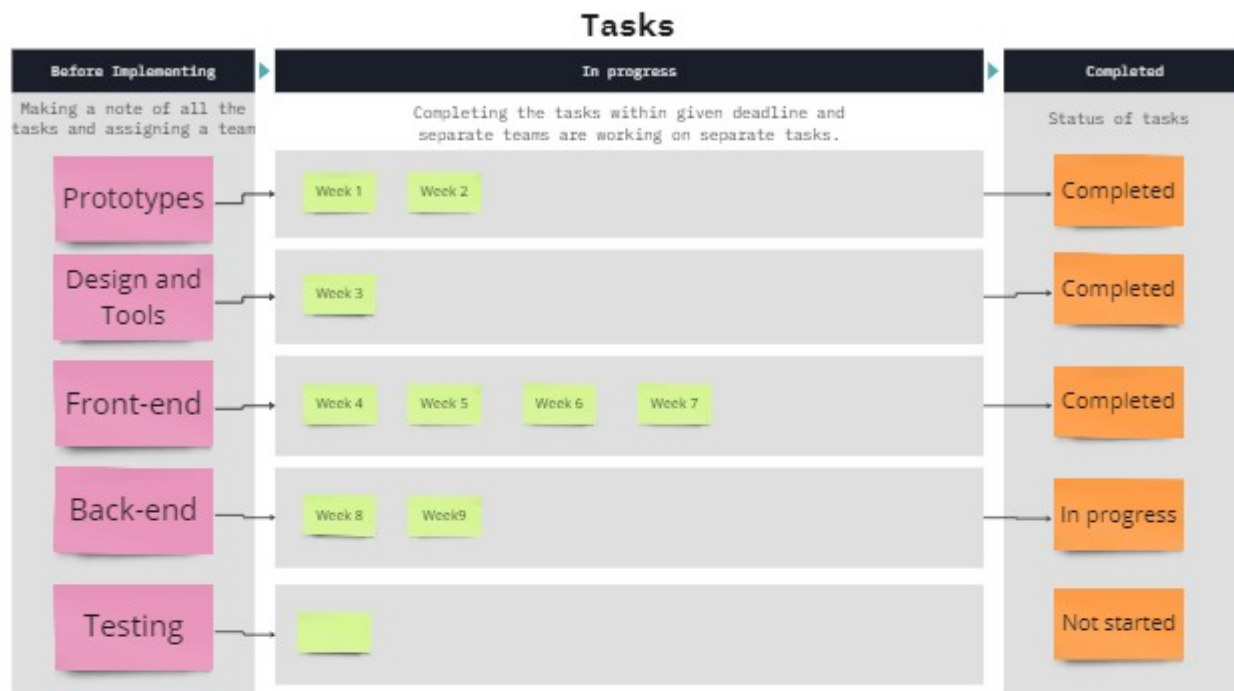 Tasks
Before Implementing
In progress
Completed
Making a note of all the
tasks and assigning a team
Completing the tasks within given deadline and
separate teams are working on separate tasks.
Status of tasks
Prototypes
Week 1
Week 2
Completed
Design and
Tools
Week 3
Completed
Front-end
Week 4
Week 5
Week 6
Week 7
Completed
Back-end
Week 8
Week9
In progress
Testing
Not started